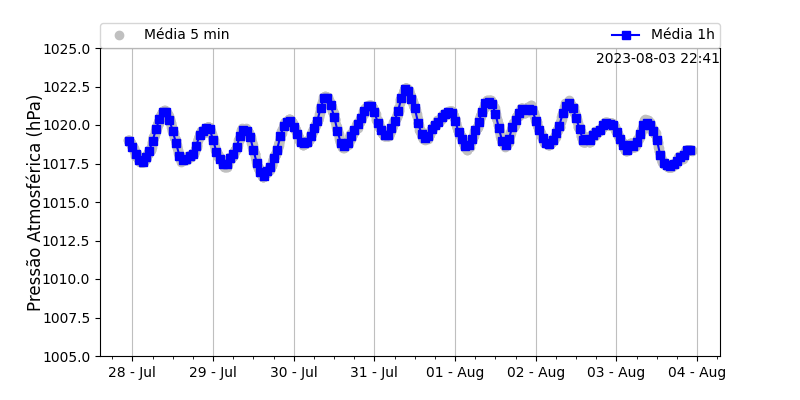 Média 5 min
Média 1h
2023-08-03 22:41
Pressão Atmosférica (hPa)
1025.0
1022.5
1020.0
1017.5
1015.0
1012.5
1010.0
1007.5
1005.0
28 - Jul
29 - Jul
30 - Jul
31 - Jul
01 - Aug
02 - Aug
03 - Aug
04 - Aug